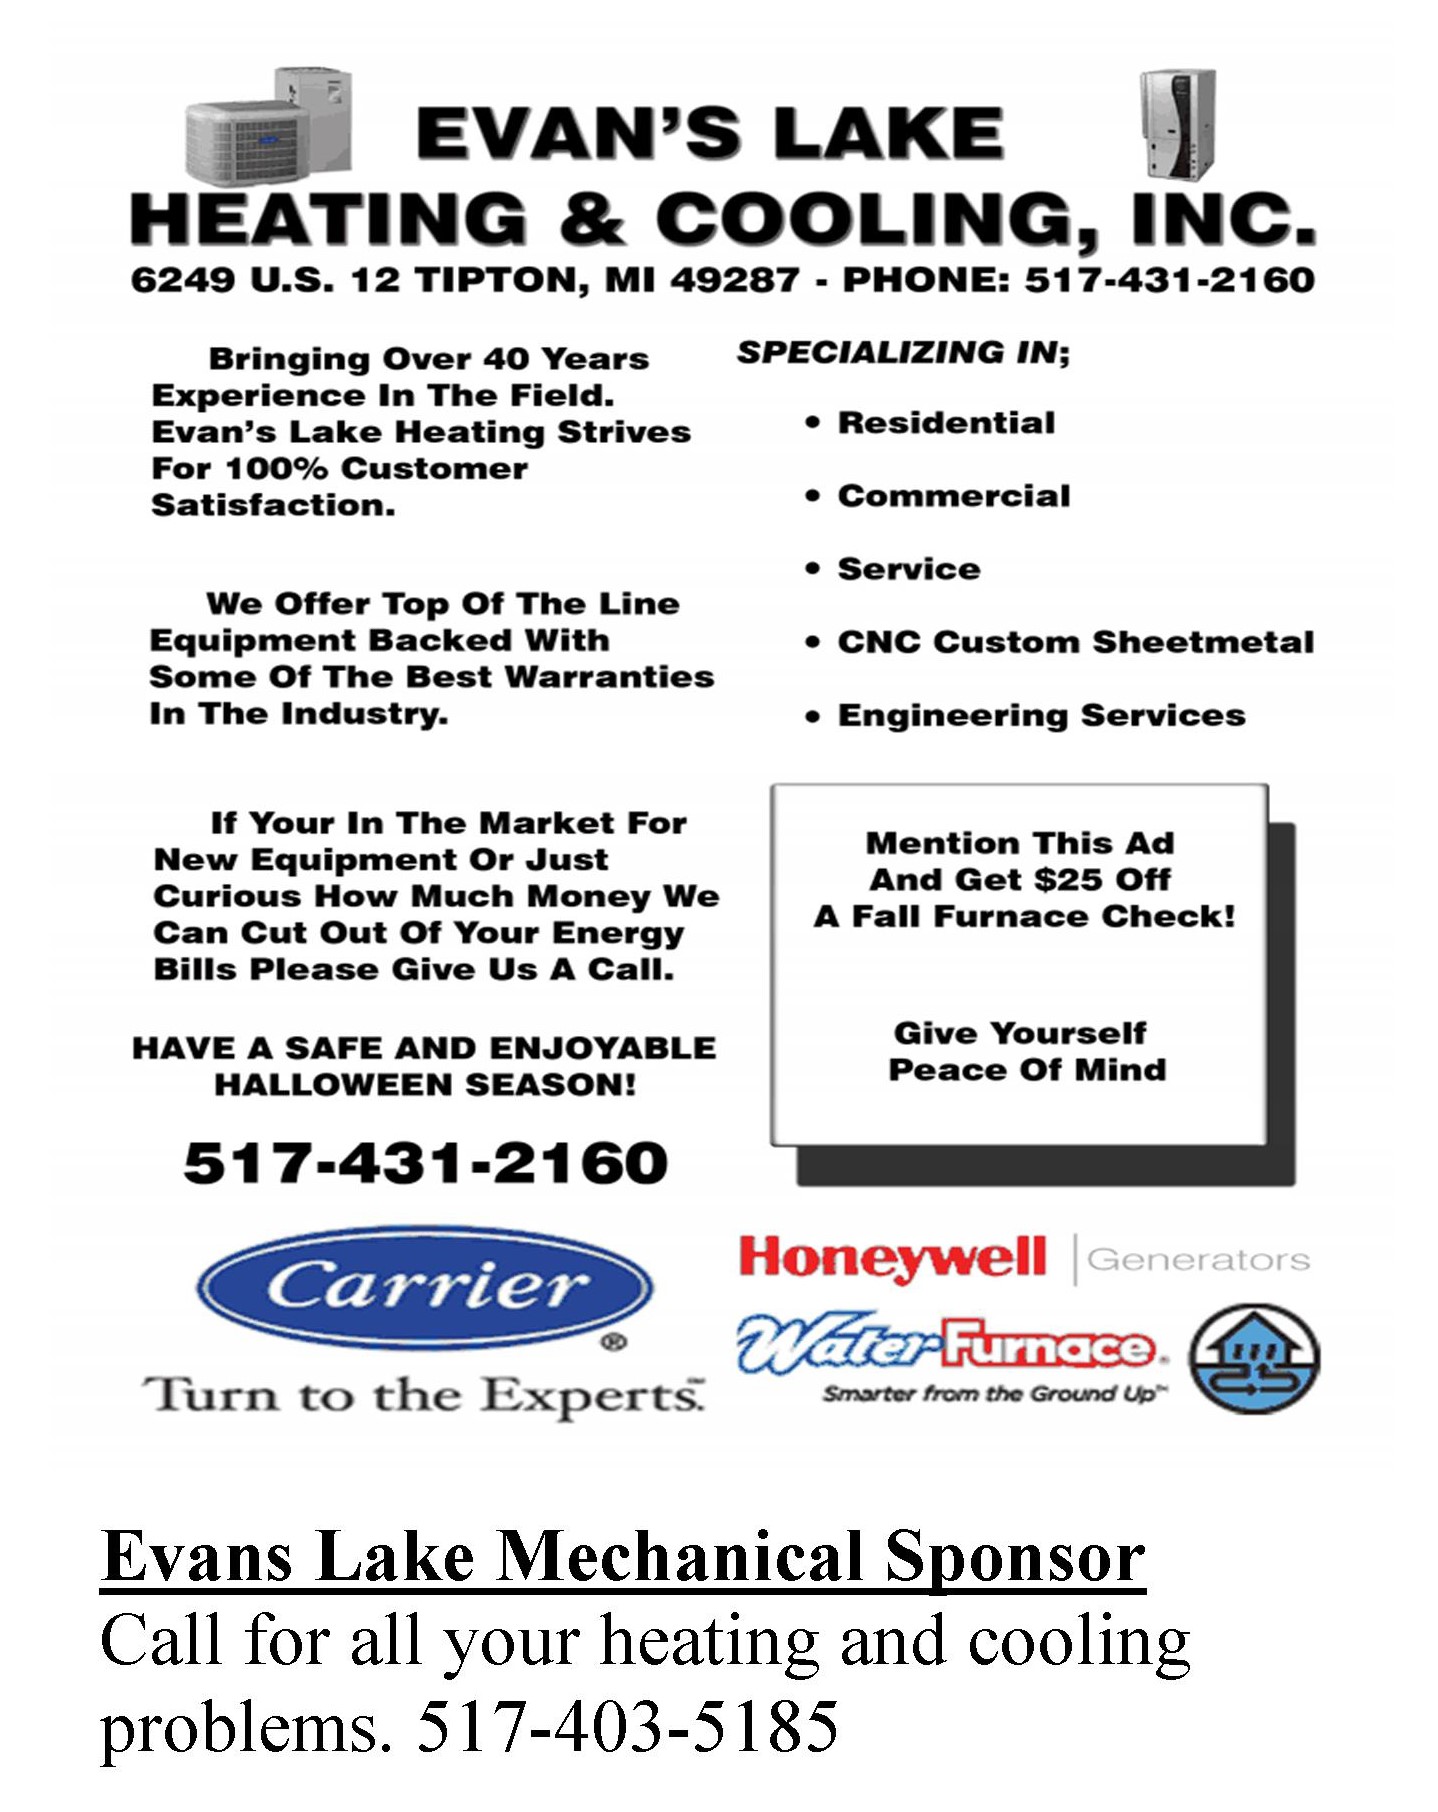 EVAN'S LAKE
HEATING & COOLING, INC.
6249 U.S. 12 TIPTON, MI 49287 - PHONE: 517-431-2160
Bringing Over 40 Years
Experience In The Field.
Evan's Lake Heating Strives
For 100% Customer
Satisfaction.
We Offer Top Of The Line
Equipment Backed With
Some Of The Best Warranties
In The Industry.
If Your In The Market For
New Equipment Or Just
Curious How Much Money We
Can Cut Out Of Your Energy
Bills Please Give Us A Call.
HAVE A SAFE AND ENJOYABLE
HALLOWEEN SEASON!
517-431-2160
SPECIALIZING IN;
• Residential
• Commercial
• Service
• CNC Custom Sheetmetal
• Engineering Services
Mention This Ad
And Get $25 Off
A Fall Furnace Check!
Give Yourself
Peace Of Mind
Carrier
®
Turn to the Experts.™
Honeywell | Generators
WaterFurnace®
Smarter from the Ground Up™
Evans Lake Mechanical Sponsor
Call for all your heating and cooling
problems. 517-403-5185